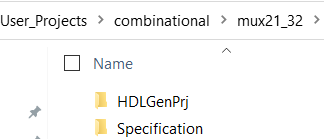 User_Projects > combinational > mux21_32 >
Name
HDLGenPrj
Specification